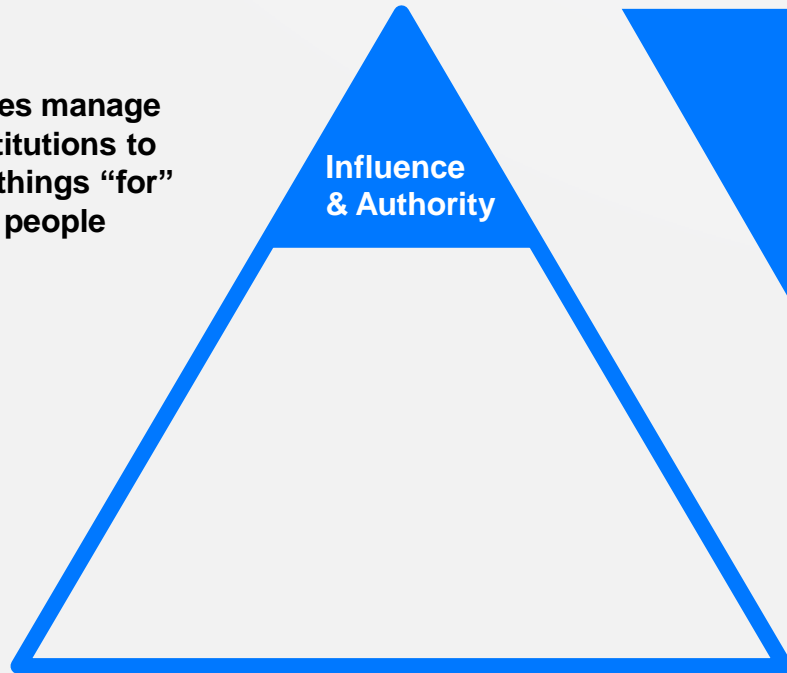 es manage
titutions to
things “for”
people
Influence
& Authority